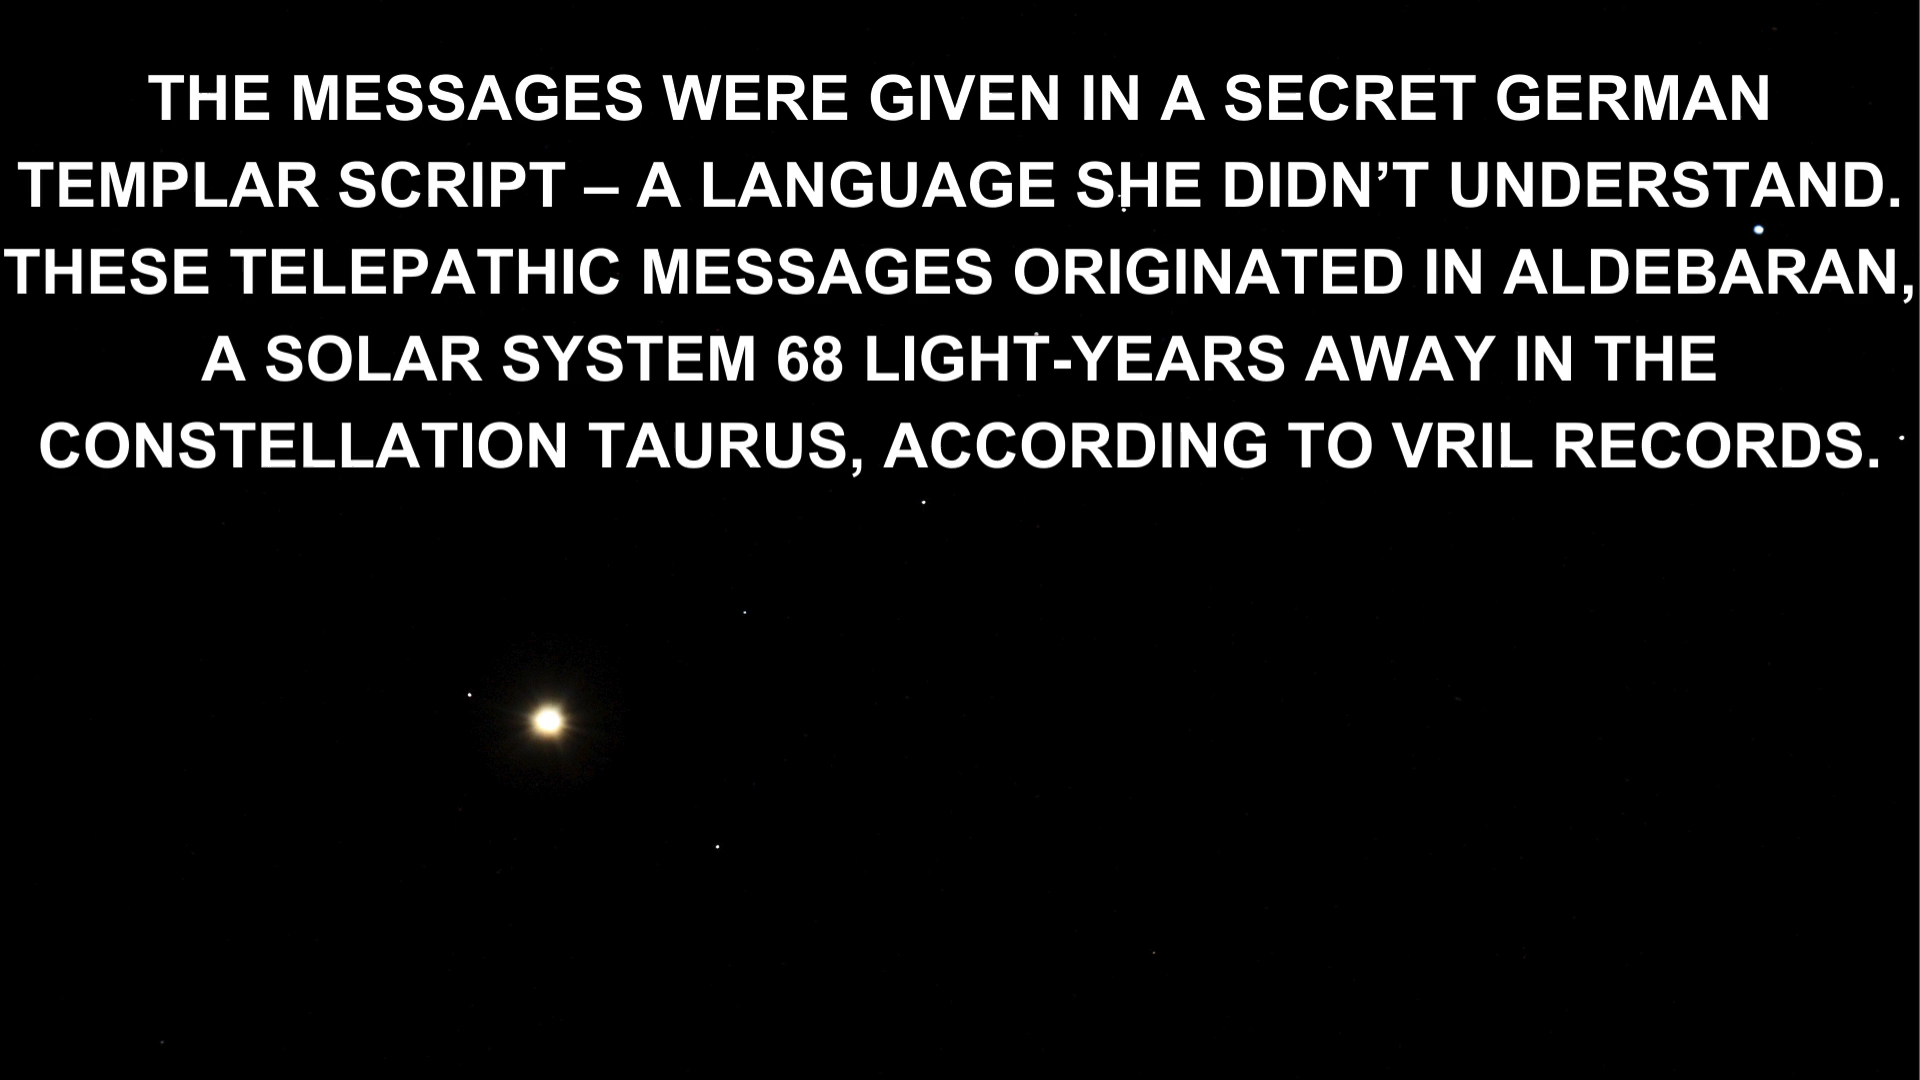 THE MESSAGES WERE GIVEN IN A SECRET GERMAN
TEMPLAR SCRIPT – A LANGUAGE SHE DIDN’T UNDERSTAND.
THESE TELEPATHIC MESSAGES ORIGINATED IN ALDEBARAN,
A SOLAR SYSTEM 68 LIGHT-YEARS AWAY IN THE
CONSTELLATION TAURUS, ACCORDING TO VRIL RECORDS.